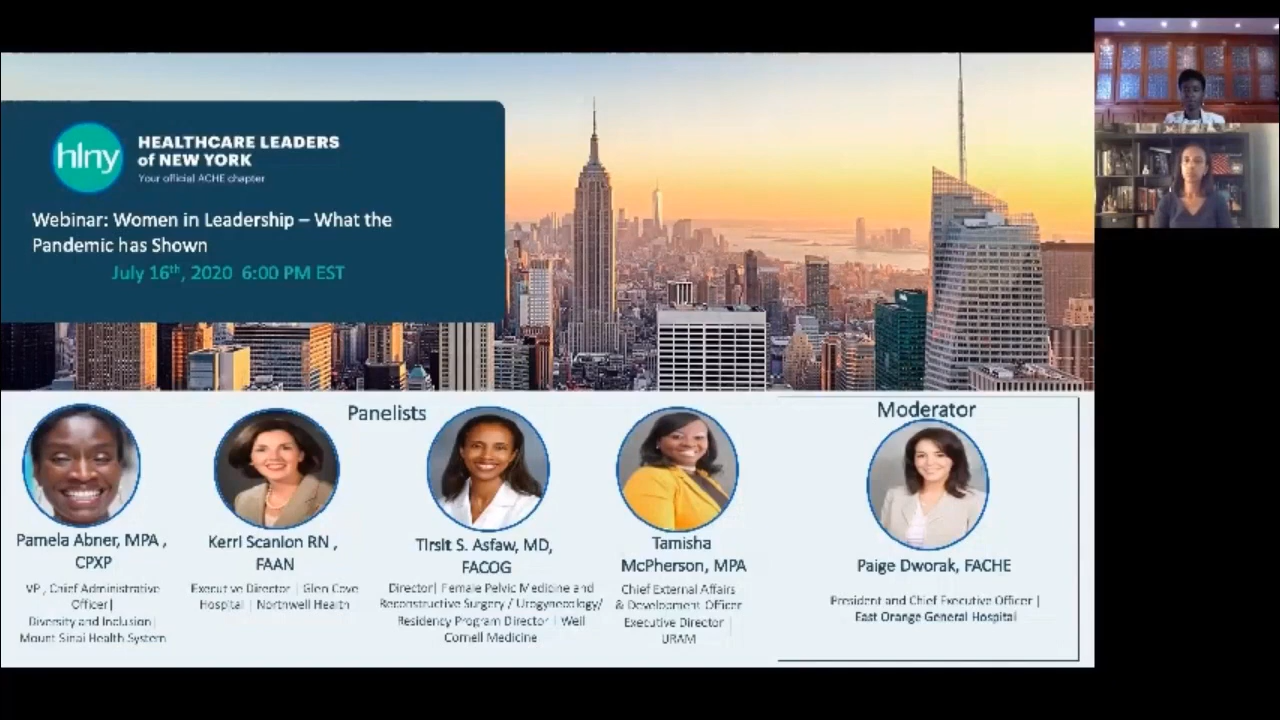 hlny
HEALTHCARE LEADERS
of NEW YORK
Your official ACHE chapter
Webinar: Women in Leadership – What the
Pandemic has Shown
July 16th, 2020 6:00 PM EST
Panelists
Moderator
Pamela Abner, MPA ,
CPXP
VP , Chief Administrative
Officer|
Diversity and Inclusion|
Mount Sinai Health System
Kerri Scanlon RN ,
FAAN
Executive Director | Glen Cove
Hospital | Northwell Health
Tirsit S. Asfaw, MD,
FACOG
Director| Female Pelvic Medicine and
Reconstructive Surgery / Urogynecology/
Residency Program Director | Weil
Cornell Medicine
Tamisha
McPherson, MPA
Chief External Affairs
& Development Officer
Executive Director |
URAM
Paige Dworak, FACHE
President and Chief Executive Officer |
East Orange General Hospital